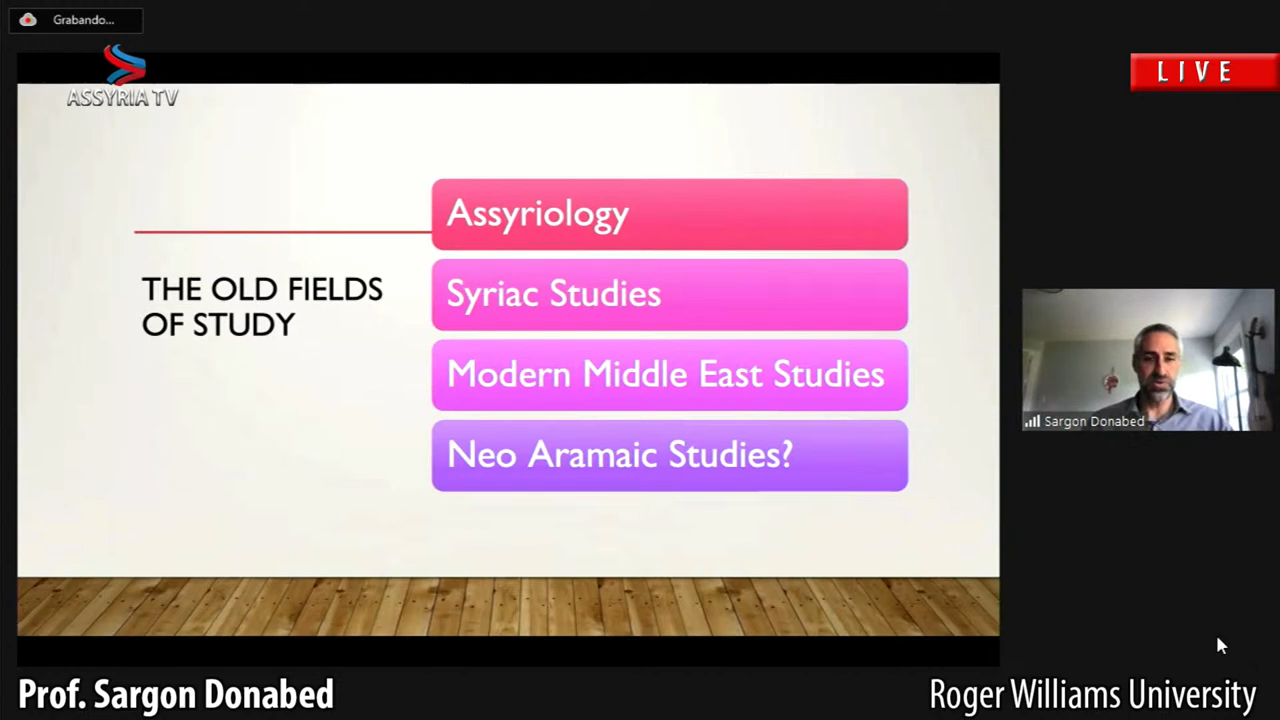 Grabando...
ASSYRIA TV
LIVE
THE OLD FIELDS
OF STUDY
Assyriology
Syriac Studies
Modern Middle East Studies
Neo Aramaic Studies?
Sargon Donabed
Prof. Sargon Donabed
Roger Williams University